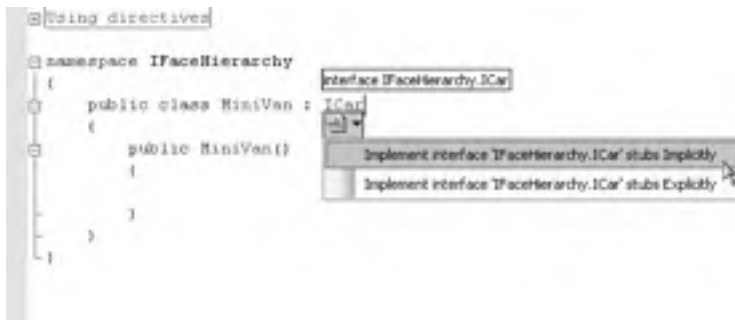 Using directives
namespace IFaceHierarchy
{
interface IFaceHierarchy.ICar
public class MiniVan : ICar
{
public MiniVan()
Implement interface 'IFaceHierarchy.ICar' stubs Implicitly
{
Implement interface 'IFaceHierarchy.ICar' stubs Explicitly
}
}
}